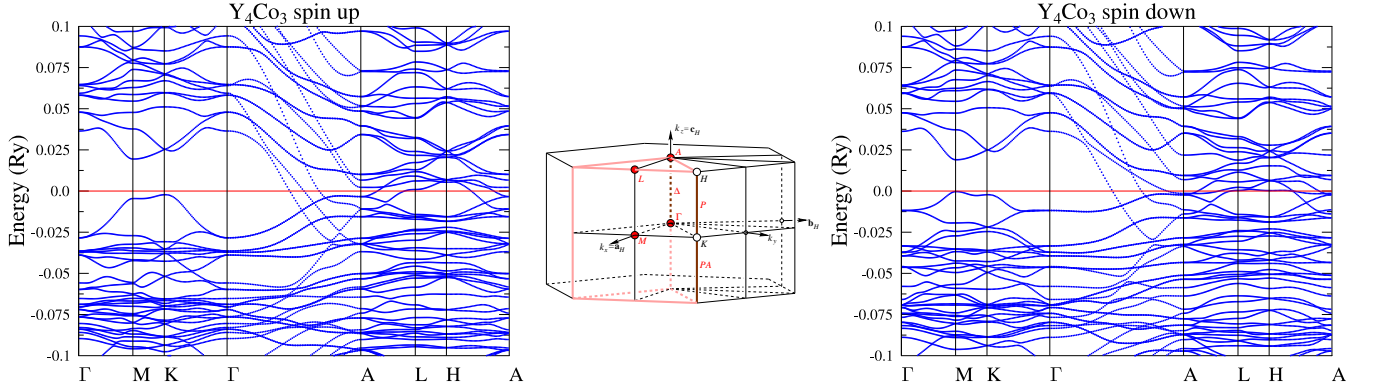 Y4Co3 spin up
Energy (Ry)
0.1
0.075
0.05
0.025
0.0
-0.025
-0.05
-0.075
-0.1
Γ M K Γ A L H A
kz=cH
A
L
H
Δ
P
Γ
bH
M
K
ky
kx=aH
PA
Y4Co3 spin down
Energy (Ry)
0.1
0.075
0.05
0.025
0.0
-0.025
-0.05
-0.075
-0.1
Γ M K Γ A L H A